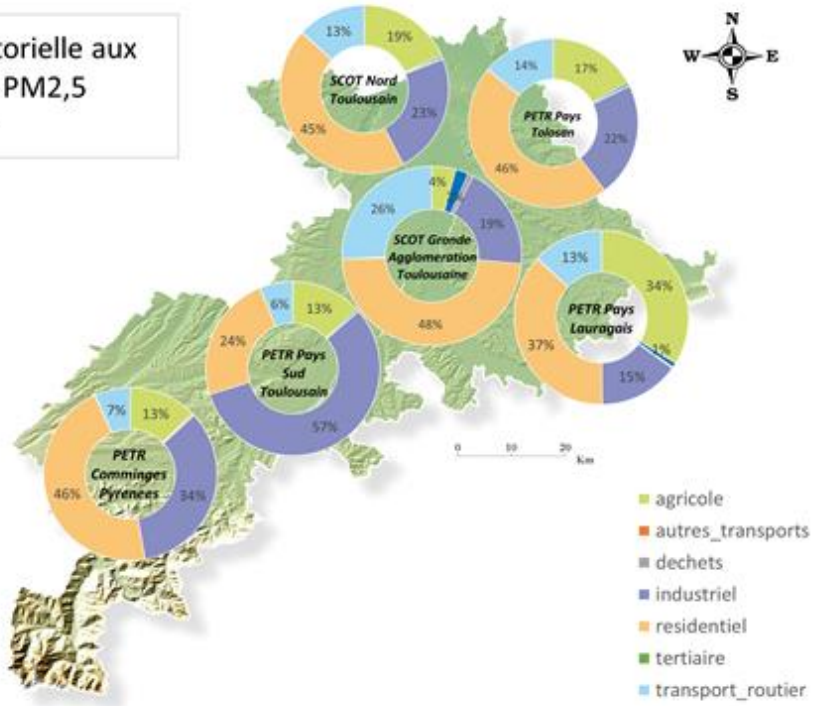 torielle aux
PM2,5
N
W E
S
13%
19%
SCOT Nord
Toulousain
23%
45%
14%
17%
PETR Pays
Tolosan
22%
46%
4%
26%
19%
SCOT Grande
Agglomeration
Toulousaine
48%
13%
34%
PETR Pays
Lauragais
37%
1%
15%
6%
13%
24%
PETR Pays
Sud
Toulousain
57%
7%
13%
PETR
Comminges
Pyrenees
46%
34%
0 10 20
Km
agricole
autres_transports
dechets
industriel
residentiel
tertiaire
transport_routier